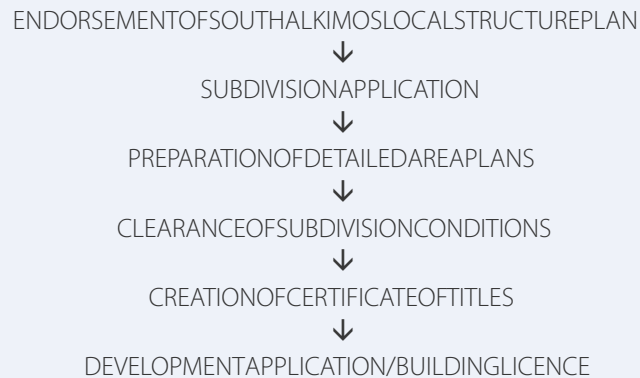 ENDORSEMENTOFSOUTHALKIMOSLOCALSTRUCTUREPLAN
↓
SUBDIVISIONAPPLICATION
↓
PREPARATIONOFDETAILEDAREAPLANS
↓
CLEARANCEOFSUBDIVISIONCONDITIONS
↓
CREATIONOFCERTIFICATEOFTITLES
↓
DEVELOPMENTAPPLICATION/BUILDINGLICENCE